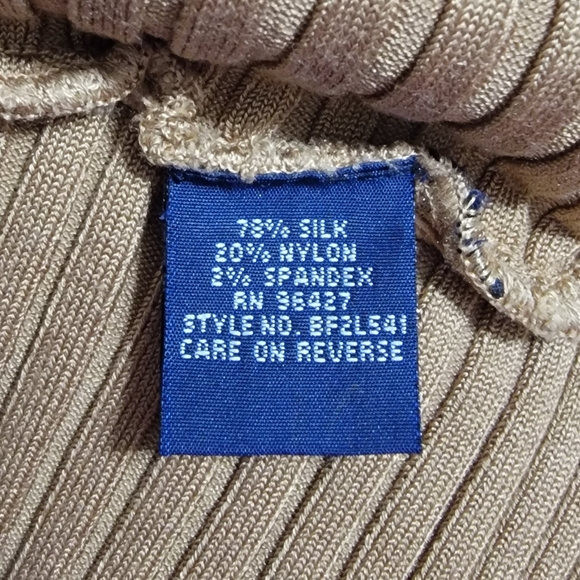 78% SILK
20% NYLON
2% SPANDEX
RN 96427
STYLE NO. BF2L541
CARE ON REVERSE